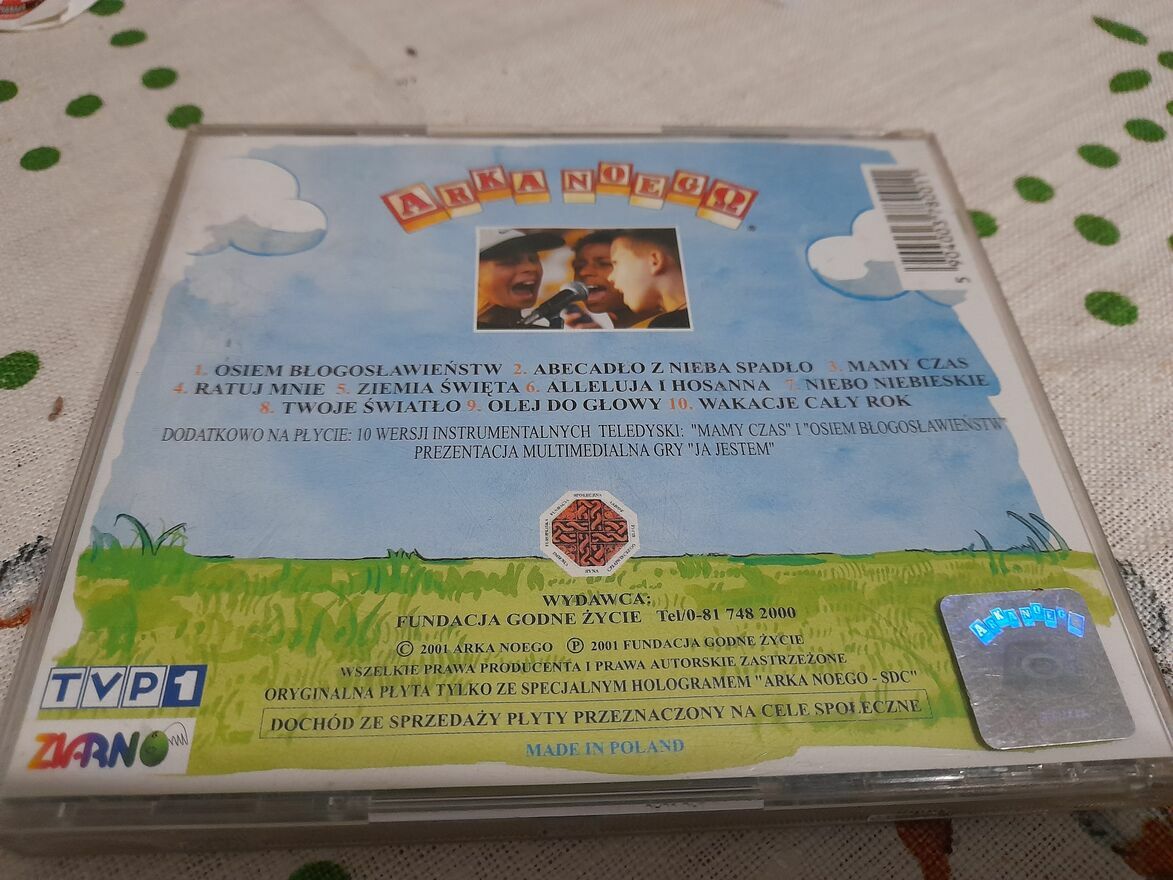 ARKA NOEGO
1. OSIEM BŁOGOSŁAWIEŃSTW 2. ABECADŁO Z NIEBA SPADŁO 3. MAMY CZAS
4. RATUJ MNIE 5. ZIEMIA ŚWIĘTA 6. ALLELUJA I HOSANNA 7. NIEBO NIEBIESKIE
8. TWOJE ŚWIATŁO 9. OLEJ DO GŁOWY 10. WAKACJE CAŁY ROK
DODATKOWO NA PŁYCIE: 10 WERSJI INSTRUMENTALNYCH TELEDYSKI: "MAMY CZAS" I "OSIEM BŁOGOSŁAWIEŃSTW"
PREZENTACJA MULTIMEDIALNA GRY "JA JESTEM"
WYDAWCA:
FUNDACJA GODNE ŻYCIE Tel/0-81 748 2000
© 2001 ARKA NOEGO ℗ 2001 FUNDACJA GODNE ŻYCIE
WSZELKIE PRAWA PRODUCENTA I PRAWA AUTORSKIE ZASTRZEŻONE
ORYGINALNA PŁYTA TYLKO ZE SPECJALNYM HOLOGRAMEM "ARKA NOEGO - SDC"
DOCHÓD ZE SPRZEDAŻY PŁYTY PRZEZNACZONY NA CELE SPOŁECZNE
MADE IN POLAND
TVP1
ZIARNO
ARKA NOEGO